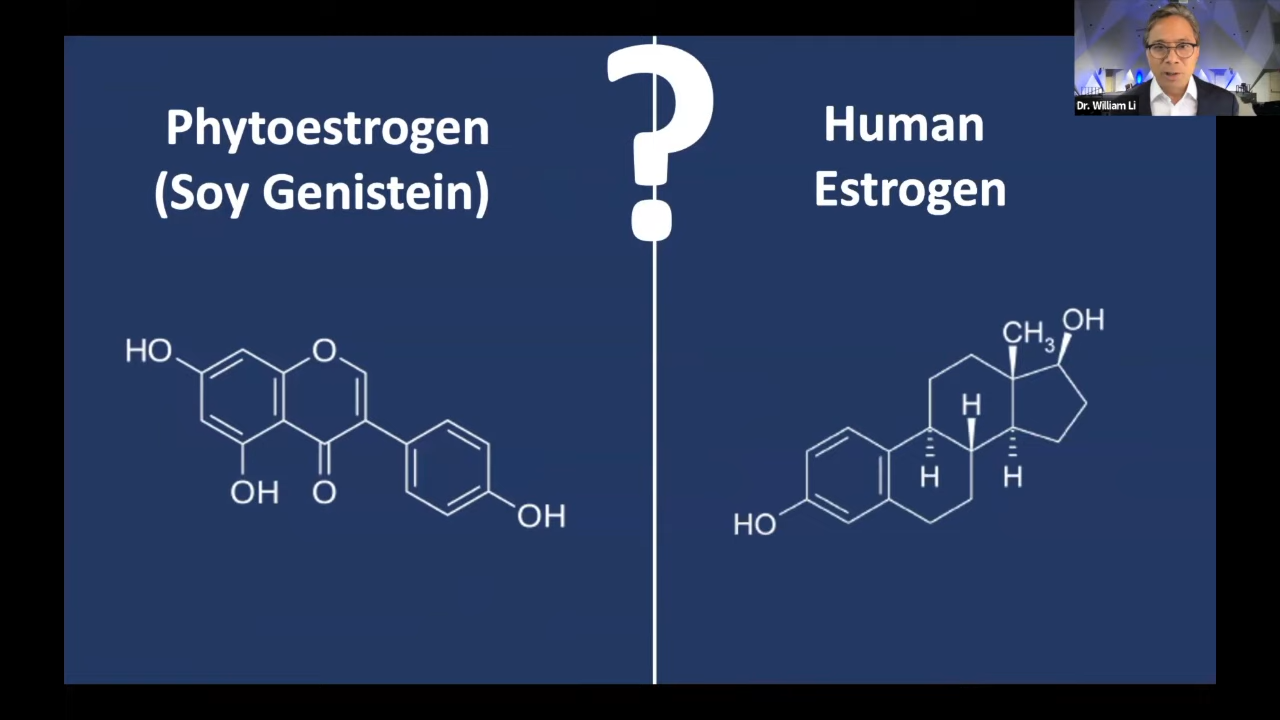 Phytoestrogen
(Soy Genistein)
?
Human
Estrogen
Dr. William Li
HO
O
OH
O
OH
CH3
OH
H
H
H
HO